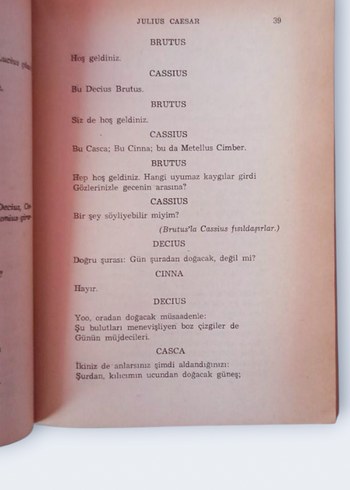 JULIUS CAESAR 39
BRUTUS
Hoş geldiniz.
CASSIUS
Bu Decius Brutus.
BRUTUS
Siz de hoş geldiniz.
CASSIUS
Bu Casca; Bu Cinna; bu da Metellus Cimber.
BRUTUS
Hep hoş geldiniz. Hangi uyumaz kaygılar girdi
Gözlerinizle gecenin arasına?
CASSIUS
Bir şey söyliyebilir miyim?
(Brutus'la Cassius fısıldaşırlar.)
DECIUS
Doğru şurası: Gün şuradan doğacak, değil mi?
CINNA
Hayır.
DECIUS
Yoo, oradan doğacak müsaadenle:
Şu bulutları menevişliyen boz çizgiler de
Günün müjdecileri.
CASCA
İkiniz de anlarsınız şimdi aldandığınızı:
Şurdan, kılıcımın ucundan doğacak güneş;